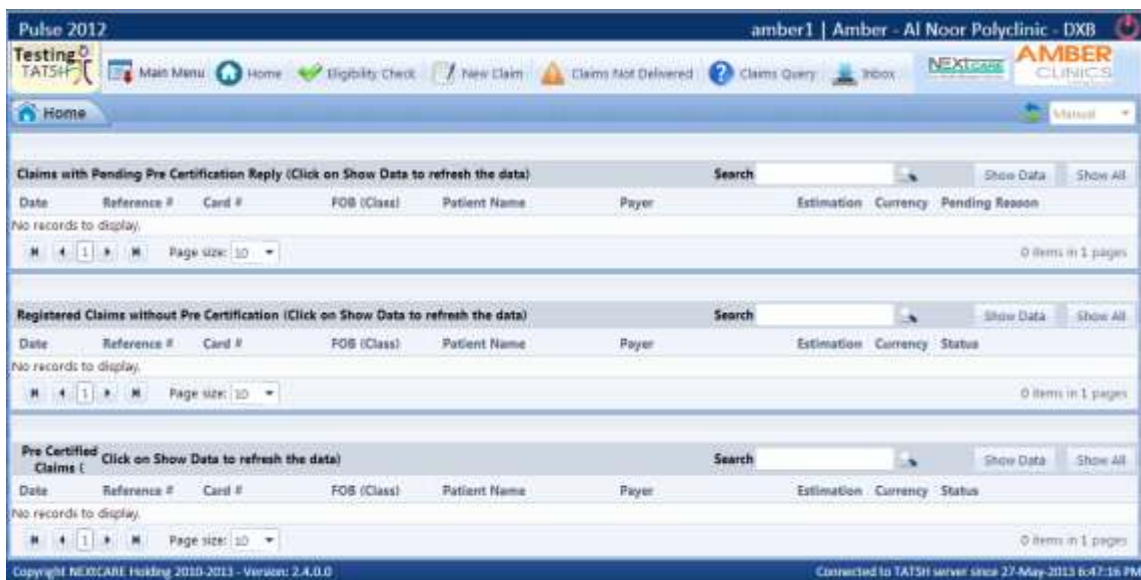 Pulse 2012 amber1 | Amber - Al Noor Polyclinic - DXB
Testing TATSH Main Menu Home Eligibility Check New Claim Claims Not Delivered Claims Query Inbox NEXtcare AMBER CLINICS
Home Manual
Claims with Pending Pre Certification Reply (Click on Show Data to refresh the data) Search Show Data Show All
Date Reference # Card # FOB (Class) Patient Name Payer Estimation Currency Pending Reason
No records to display.
1 Page size: 10 0 items in 1 pages
Registered Claims without Pre Certification (Click on Show Data to refresh the data) Search Show Data Show All
Date Reference # Card # FOB (Class) Patient Name Payer Estimation Currency Status
No records to display.
1 Page size: 10 0 items in 1 pages
Pre Certified Claims ( Click on Show Data to refresh the data) Search Show Data Show All
Date Reference # Card # FOB (Class) Patient Name Payer Estimation Currency Status
No records to display.
1 Page size: 10 0 items in 1 pages
Copyright NEXtCARE Holding 2010-2013 - Version: 2.4.0.0 Connected to TATSH server since 27-May-2013 6:47:16 PM